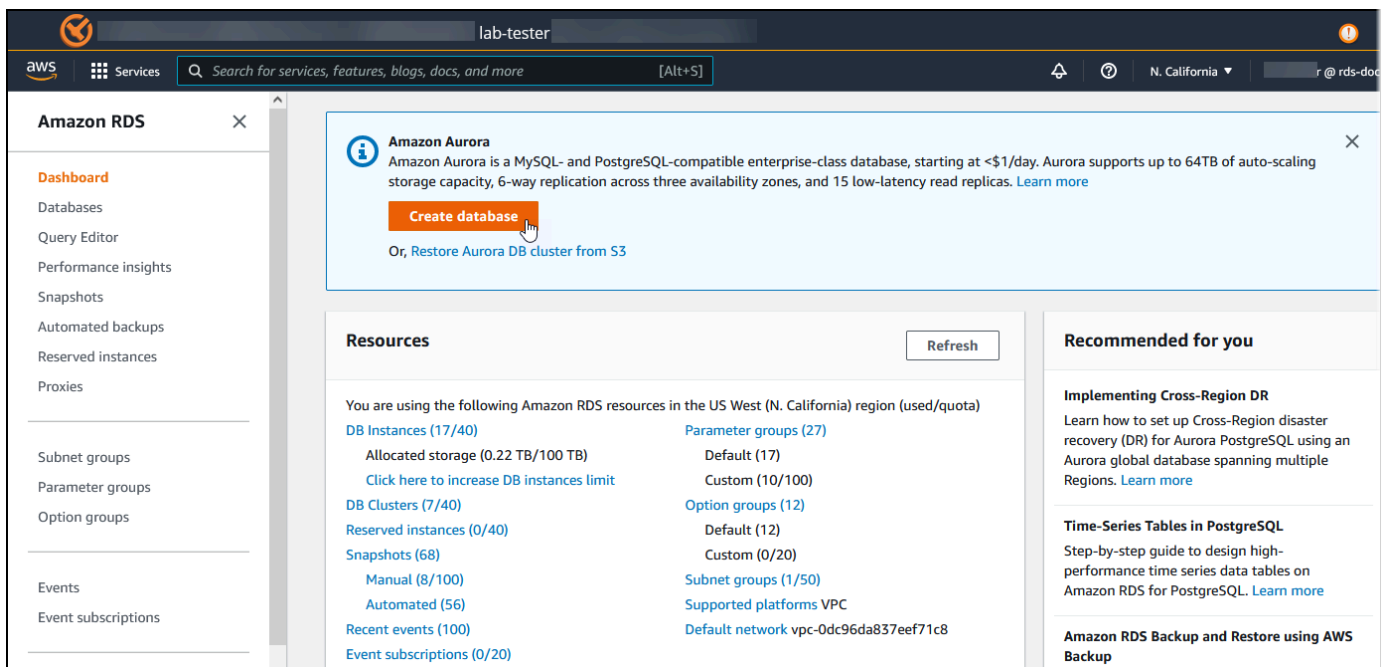 lab-tester
aws
Services
Search for services, features, blogs, docs, and more
[Alt+S]
N. California ▼
r @ rds-doc
Amazon RDS
Dashboard
Databases
Query Editor
Performance insights
Snapshots
Automated backups
Reserved instances
Proxies
Subnet groups
Parameter groups
Option groups
Events
Event subscriptions
Amazon Aurora
Amazon Aurora is a MySQL- and PostgreSQL-compatible enterprise-class database, starting at <$1/day. Aurora supports up to 64TB of auto-scaling
storage capacity, 6-way replication across three availability zones, and 15 low-latency read replicas. Learn more
Create database
Or, Restore Aurora DB cluster from S3
Resources
Refresh
You are using the following Amazon RDS resources in the US West (N. California) region (used/quota)
DB Instances (17/40)
Allocated storage (0.22 TB/100 TB)
Click here to increase DB instances limit
DB Clusters (7/40)
Reserved instances (0/40)
Snapshots (68)
Manual (8/100)
Automated (56)
Recent events (100)
Event subscriptions (0/20)
Parameter groups (27)
Default (17)
Custom (10/100)
Option groups (12)
Default (12)
Custom (0/20)
Subnet groups (1/50)
Supported platforms VPC
Default network vpc-0dc96da837eef71c8
Recommended for you
Implementing Cross-Region DR
Learn how to set up Cross-Region disaster
recovery (DR) for Aurora PostgreSQL using an
Aurora global database spanning multiple
Regions. Learn more
Time-Series Tables in PostgreSQL
Step-by-step guide to design high-
performance time series data tables on
Amazon RDS for PostgreSQL. Learn more
Amazon RDS Backup and Restore using AWS
Backup